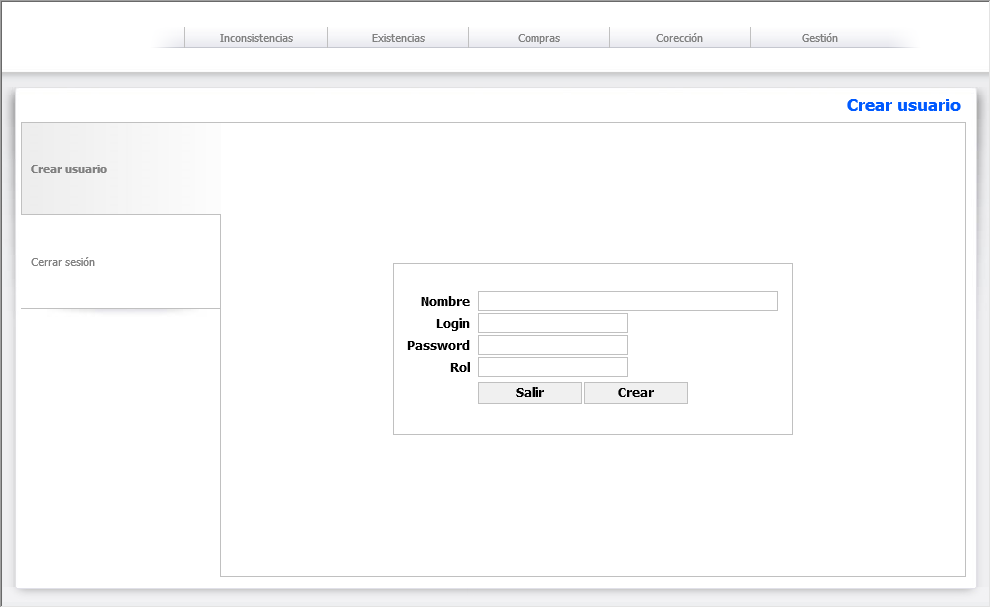 Inconsistencias Existencias Compras Corección Gestión
Crear usuario
Crear usuario
Cerrar sesión
Nombre
Login
Password
Rol
Salir Crear